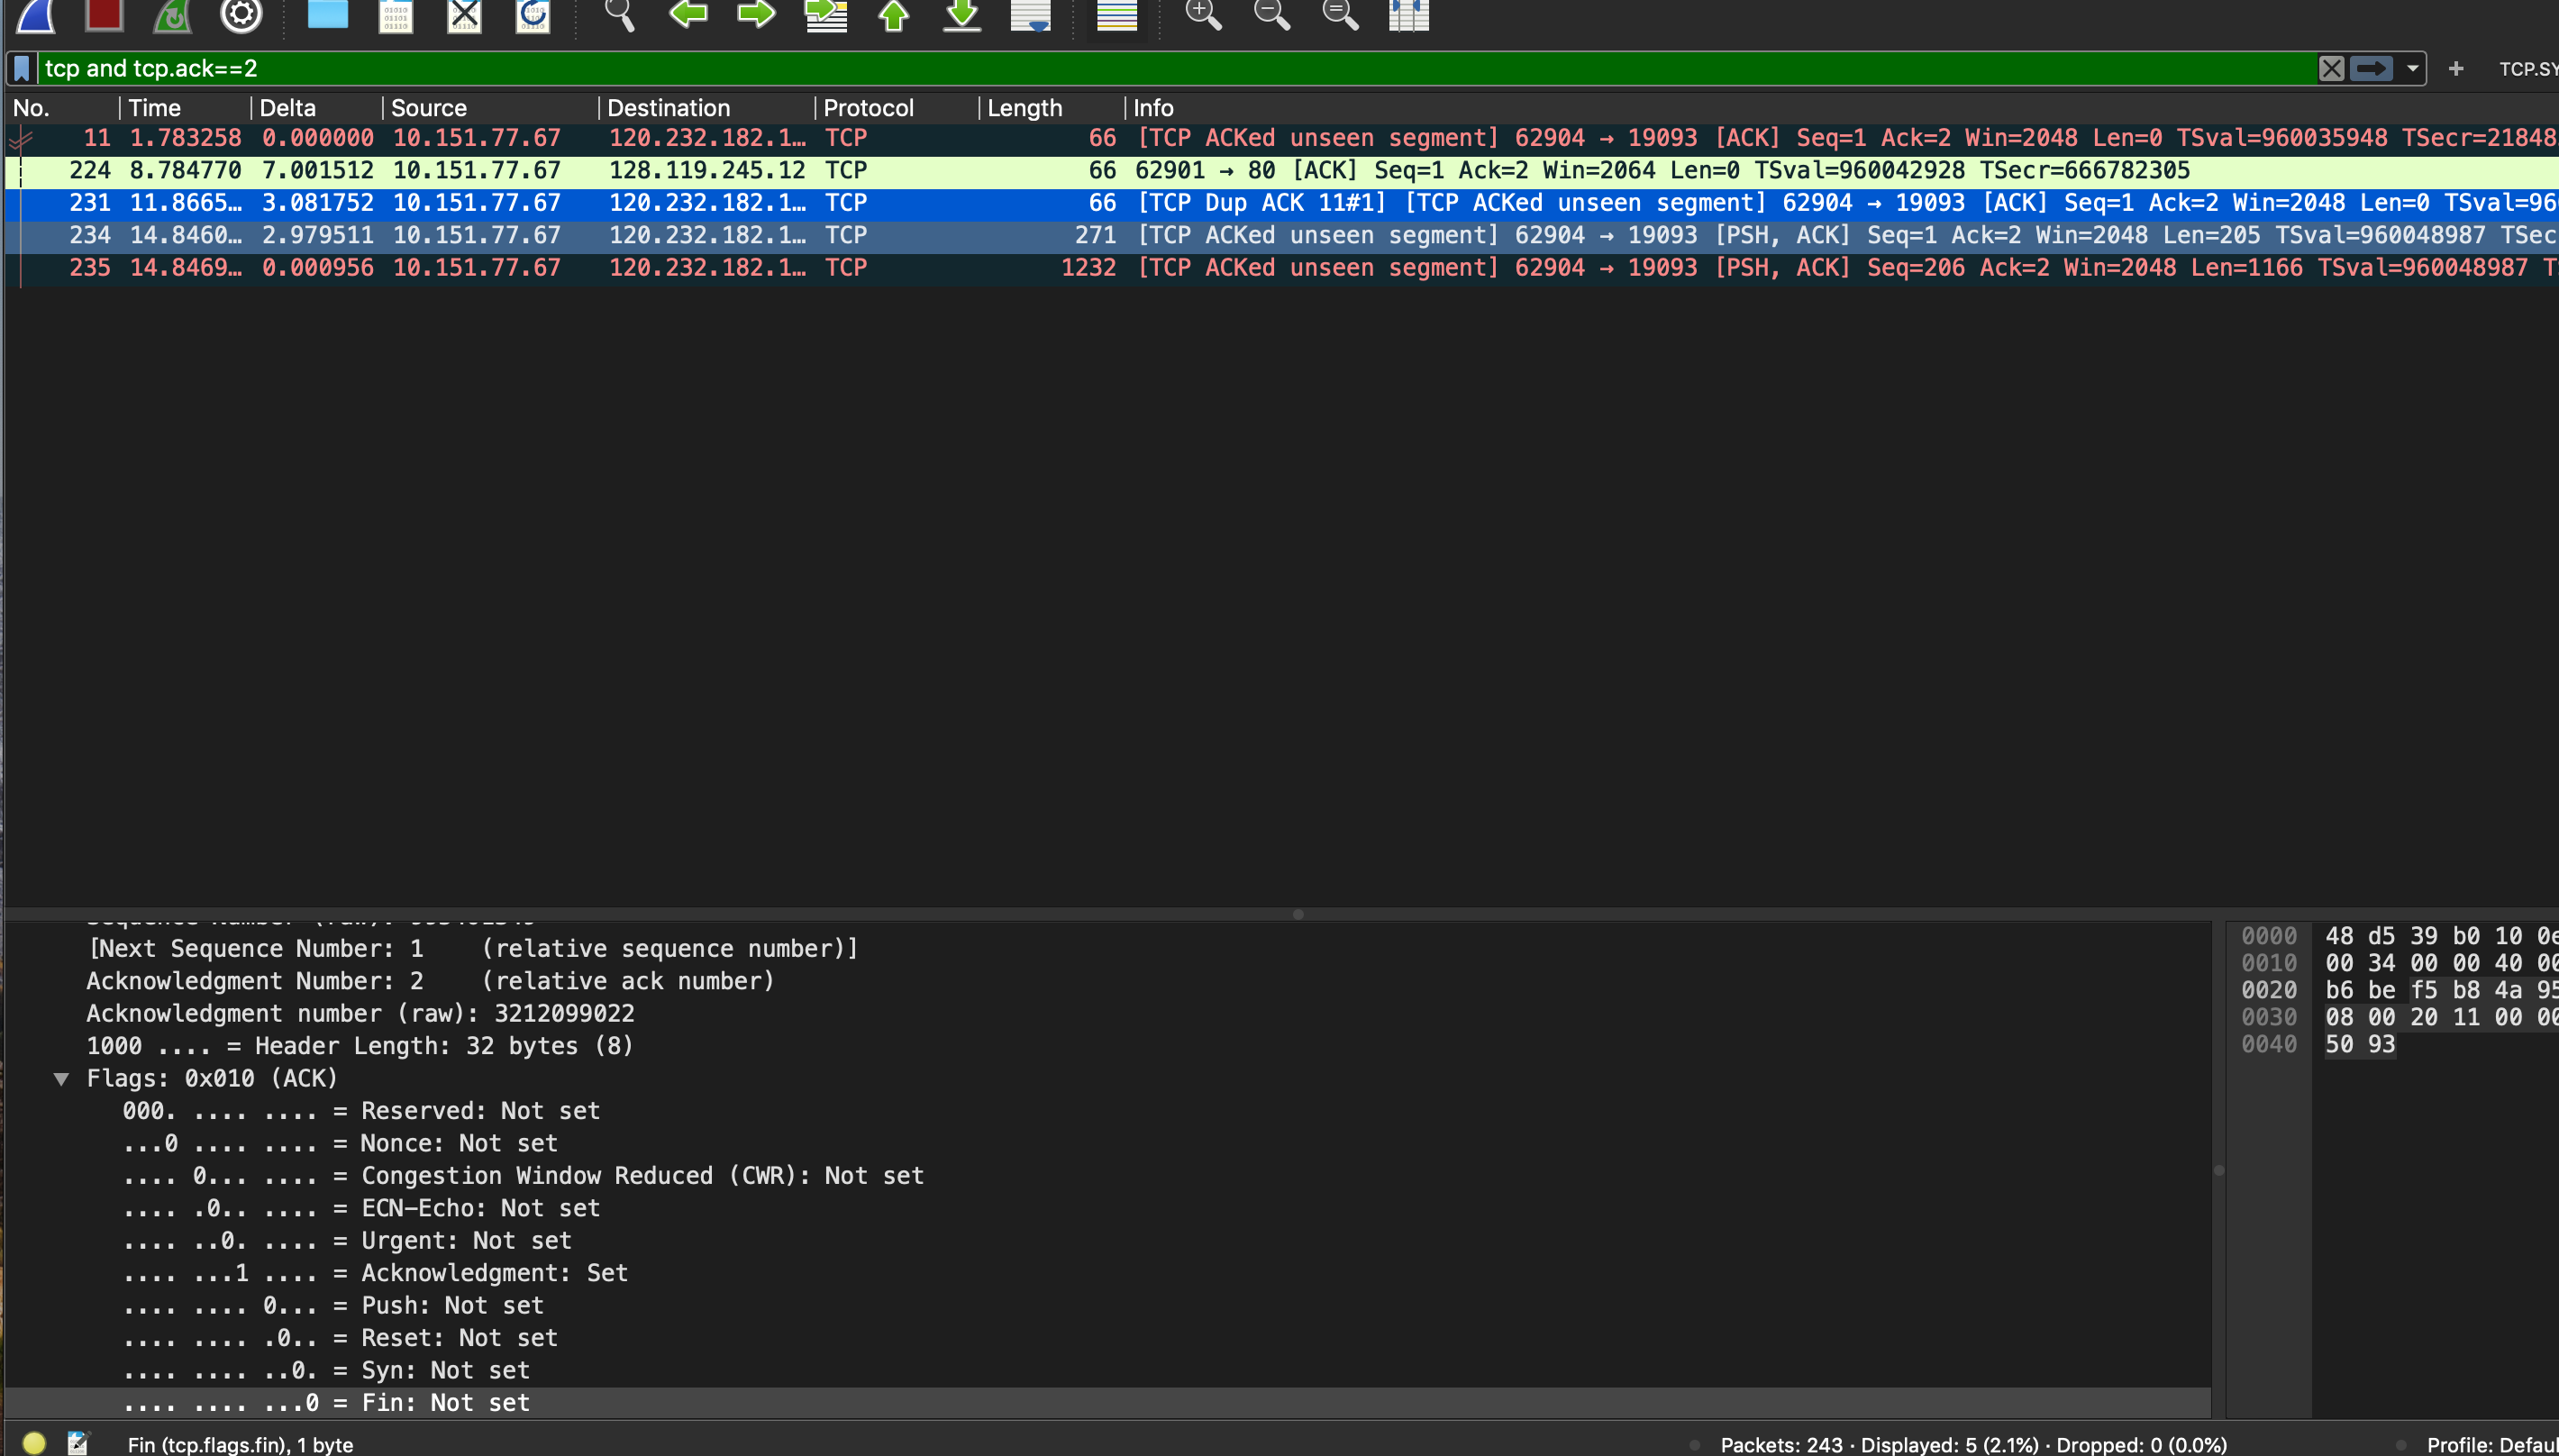 tcp and tcp.ack==2
+ TCP.SY
No. Time Delta Source Destination Protocol Length Info
11 1.783258 0.000000 10.151.77.67 120.232.182.1… TCP 66 [TCP ACKed unseen segment] 62904 → 19093 [ACK] Seq=1 Ack=2 Win=2048 Len=0 TSval=960035948 TSecr=21848
224 8.784770 7.001512 10.151.77.67 128.119.245.12 TCP 66 62901 → 80 [ACK] Seq=1 Ack=2 Win=2064 Len=0 TSval=960042928 TSecr=666782305
231 11.8665… 3.081752 10.151.77.67 120.232.182.1… TCP 66 [TCP Dup ACK 11#1] [TCP ACKed unseen segment] 62904 → 19093 [ACK] Seq=1 Ack=2 Win=2048 Len=0 TSval=96
234 14.8460… 2.979511 10.151.77.67 120.232.182.1… TCP 271 [TCP ACKed unseen segment] 62904 → 19093 [PSH, ACK] Seq=1 Ack=2 Win=2048 Len=205 TSval=960048987 TSec
235 14.8469… 0.000956 10.151.77.67 120.232.182.1… TCP 1232 [TCP ACKed unseen segment] 62904 → 19093 [PSH, ACK] Seq=206 Ack=2 Win=2048 Len=1166 TSval=960048987 T
[Next Sequence Number: 1 (relative sequence number)]
Acknowledgment Number: 2 (relative ack number)
Acknowledgment number (raw): 3212099022
1000 .... = Header Length: 32 bytes (8)
Flags: 0x010 (ACK)
000. .... .... = Reserved: Not set
...0 .... .... = Nonce: Not set
.... 0... .... = Congestion Window Reduced (CWR): Not set
.... .0.. .... = ECN-Echo: Not set
.... ..0. .... = Urgent: Not set
.... ...1 .... = Acknowledgment: Set
.... .... 0... = Push: Not set
.... .... .0.. = Reset: Not set
.... .... ..0. = Syn: Not set
.... .... ...0 = Fin: Not set
0000 48 d5 39 b0 10 0e
0010 00 34 00 00 40 00
0020 b6 be f5 b8 4a 95
0030 08 00 20 11 00 00
0040 50 93
Fin (tcp.flags.fin), 1 byte
Packets: 243 · Displayed: 5 (2.1%) · Dropped: 0 (0.0%)
Profile: Defau